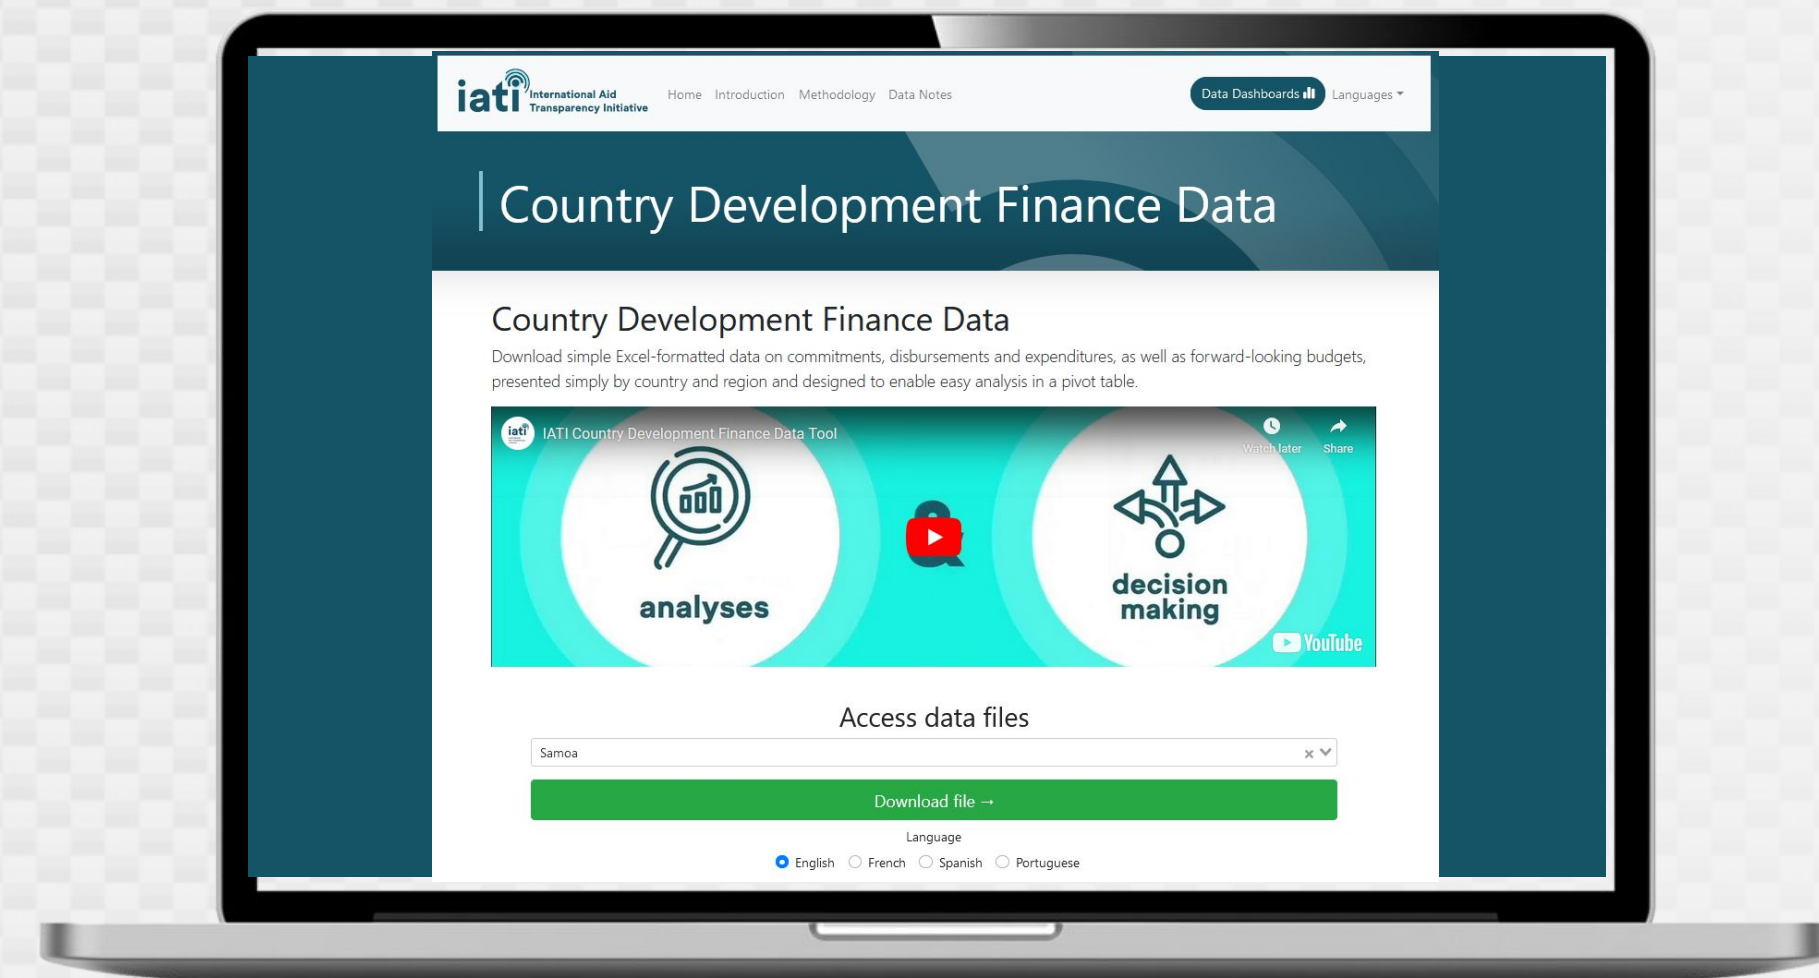 iati International Aid
Transparency Initiative
Home Introduction Methodology Data Notes
Data Dashboards Languages
Country Development Finance Data
Country Development Finance Data
Download simple Excel-formatted data on commitments, disbursements and expenditures, as well as forward-looking budgets,
presented simply by country and region and designed to enable easy analysis in a pivot table.
iati IATI Country Development Finance Data Tool
Watch later Share
&
analyses
decision
making
YouTube
Access data files
Samoa
Download file →
Language
English French Spanish Portuguese